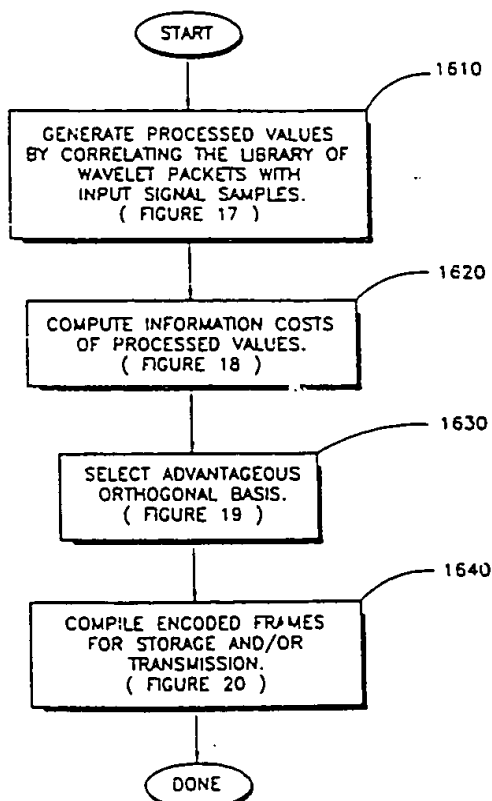 START
1610
GENERATE PROCESSED VALUES
BY CORRELATING THE LIBRARY OF
WAVELET PACKETS WITH
INPUT SIGNAL SAMPLES.
( FIGURE 17 )
1620
COMPUTE INFORMATION COSTS
OF PROCESSED VALUES.
( FIGURE 18 )
1630
SELECT ADVANTAGEOUS
ORTHOGONAL BASIS.
( FIGURE 19 )
1640
COMPILE ENCODED FRAMES
FOR STORAGE AND/OR
TRANSMISSION.
( FIGURE 20 )
DONE